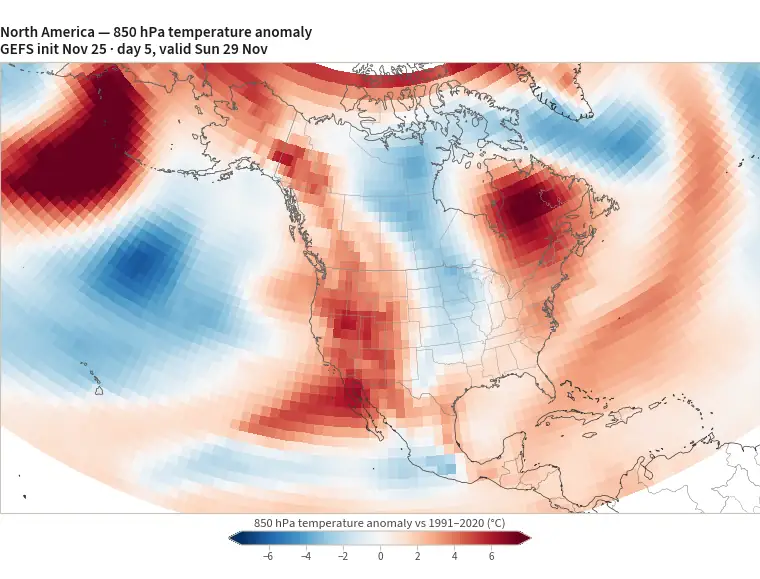 North America — 850 hPa temperature anomaly
GEFS init Nov 25 · day 5, valid Sun 29 Nov
850 hPa temperature anomaly vs 1991–2020 (°C)
−6 −4 −2 0 2 4 6